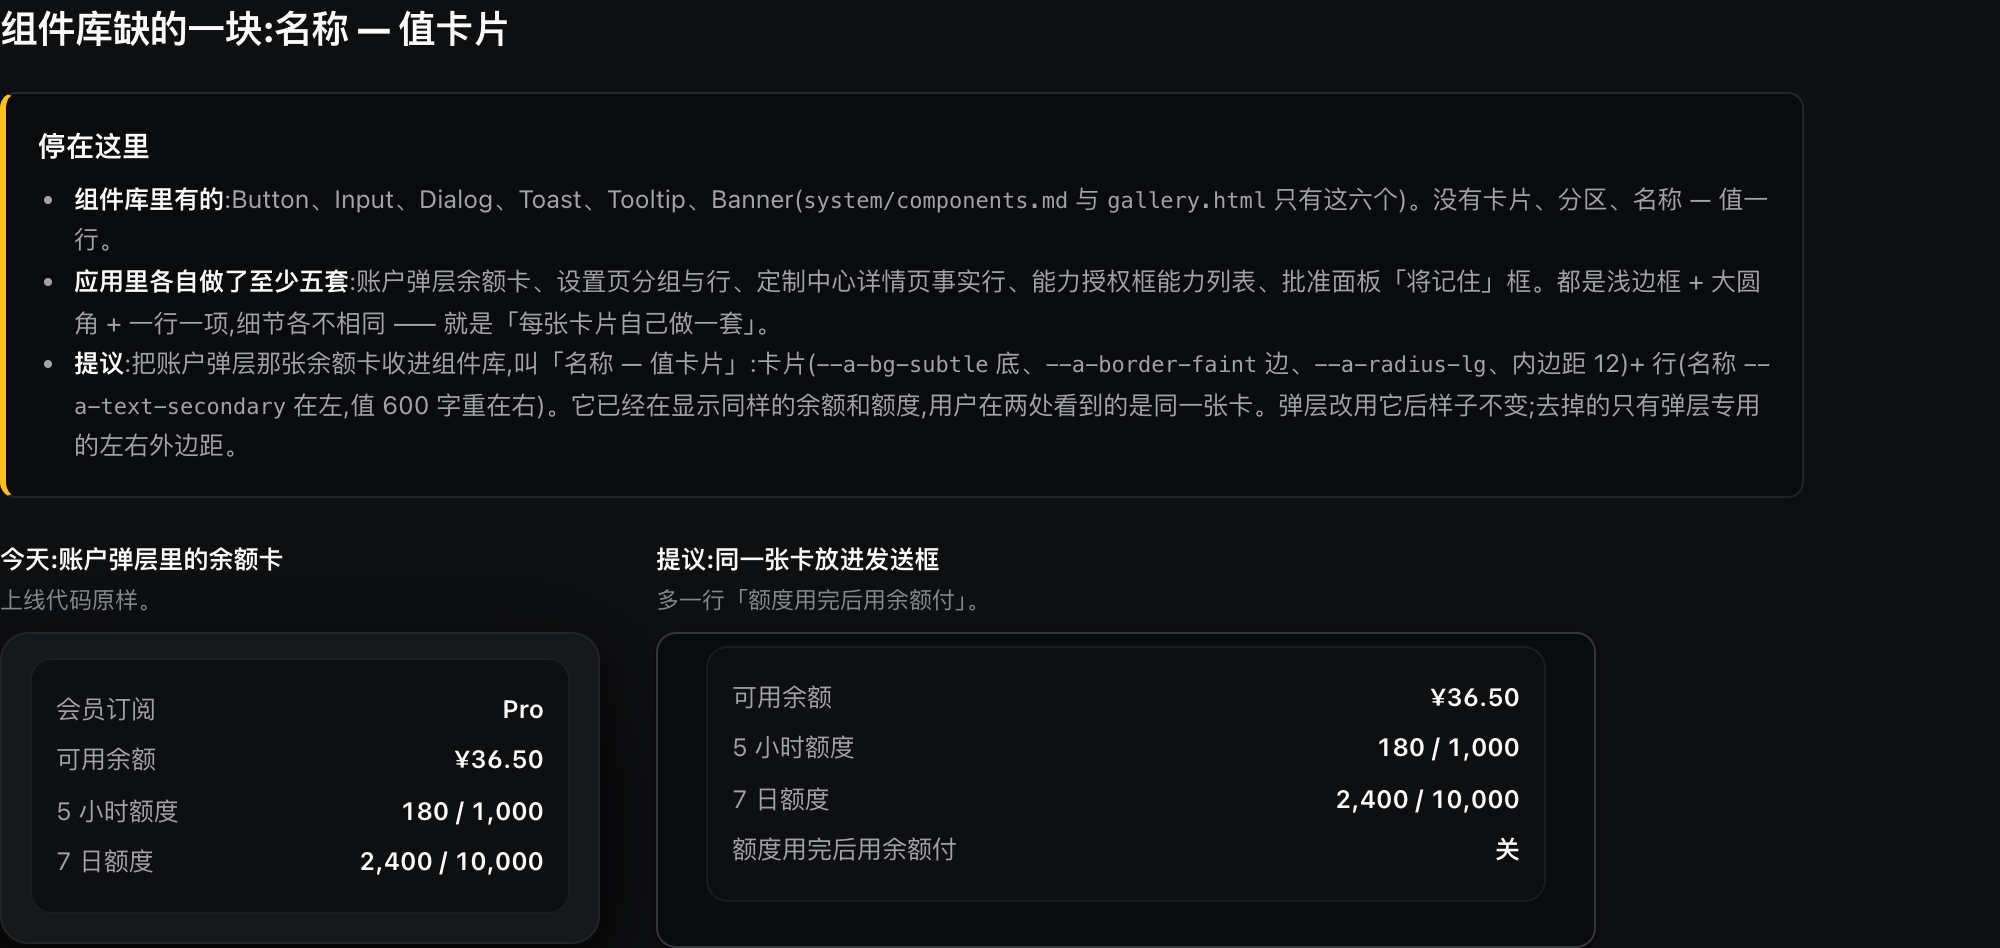 组件库缺的一块:名称 — 值卡片
停在这里
• 组件库里有的:Button、Input、Dialog、Toast、Tooltip、Banner(system/components.md 与 gallery.html 只有这六个)。没有卡片、分区、名称 — 值一
行。
• 应用里各自做了至少五套:账户弹层余额卡、设置页分组与行、定制中心详情页事实行、能力授权框能力列表、批准面板「将记住」框。都是浅边框 + 大圆
角 + 一行一项,细节各不相同 —— 就是「每张卡片自己做一套」。
• 提议:把账户弹层那张余额卡收进组件库,叫「名称 — 值卡片」:卡片(--a-bg-subtle 底、--a-border-faint 边、--a-radius-lg、内边距 12)+ 行(名称 --
a-text-secondary 在左,值 600 字重在右)。它已经在显示同样的余额和额度,用户在两处看到的是同一张卡。弹层改用它后样子不变;去掉的只有弹层专用
的左右外边距。
今天:账户弹层里的余额卡
上线代码原样。
会员订阅 Pro
可用余额 ¥36.50
5 小时额度 180 / 1,000
7 日额度 2,400 / 10,000
提议:同一张卡放进发送框
多一行「额度用完后用余额付」。
可用余额 ¥36.50
5 小时额度 180 / 1,000
7 日额度 2,400 / 10,000
额度用完后用余额付 关